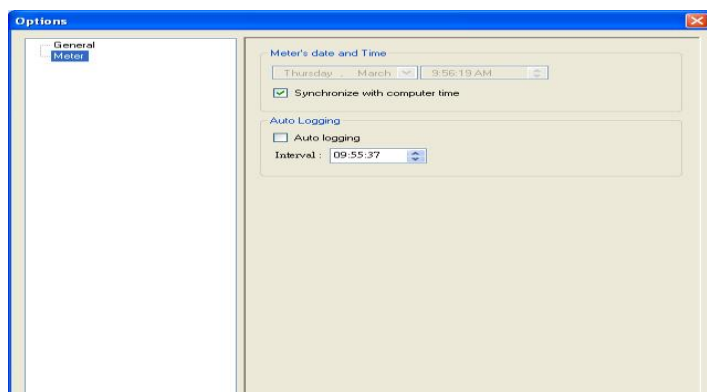 Options
General
Meter
Meter's date and Time
Thursday , March 9:56:19 AM
Synchronize with computer time
Auto Logging
Auto logging
Interval : 09:55:37